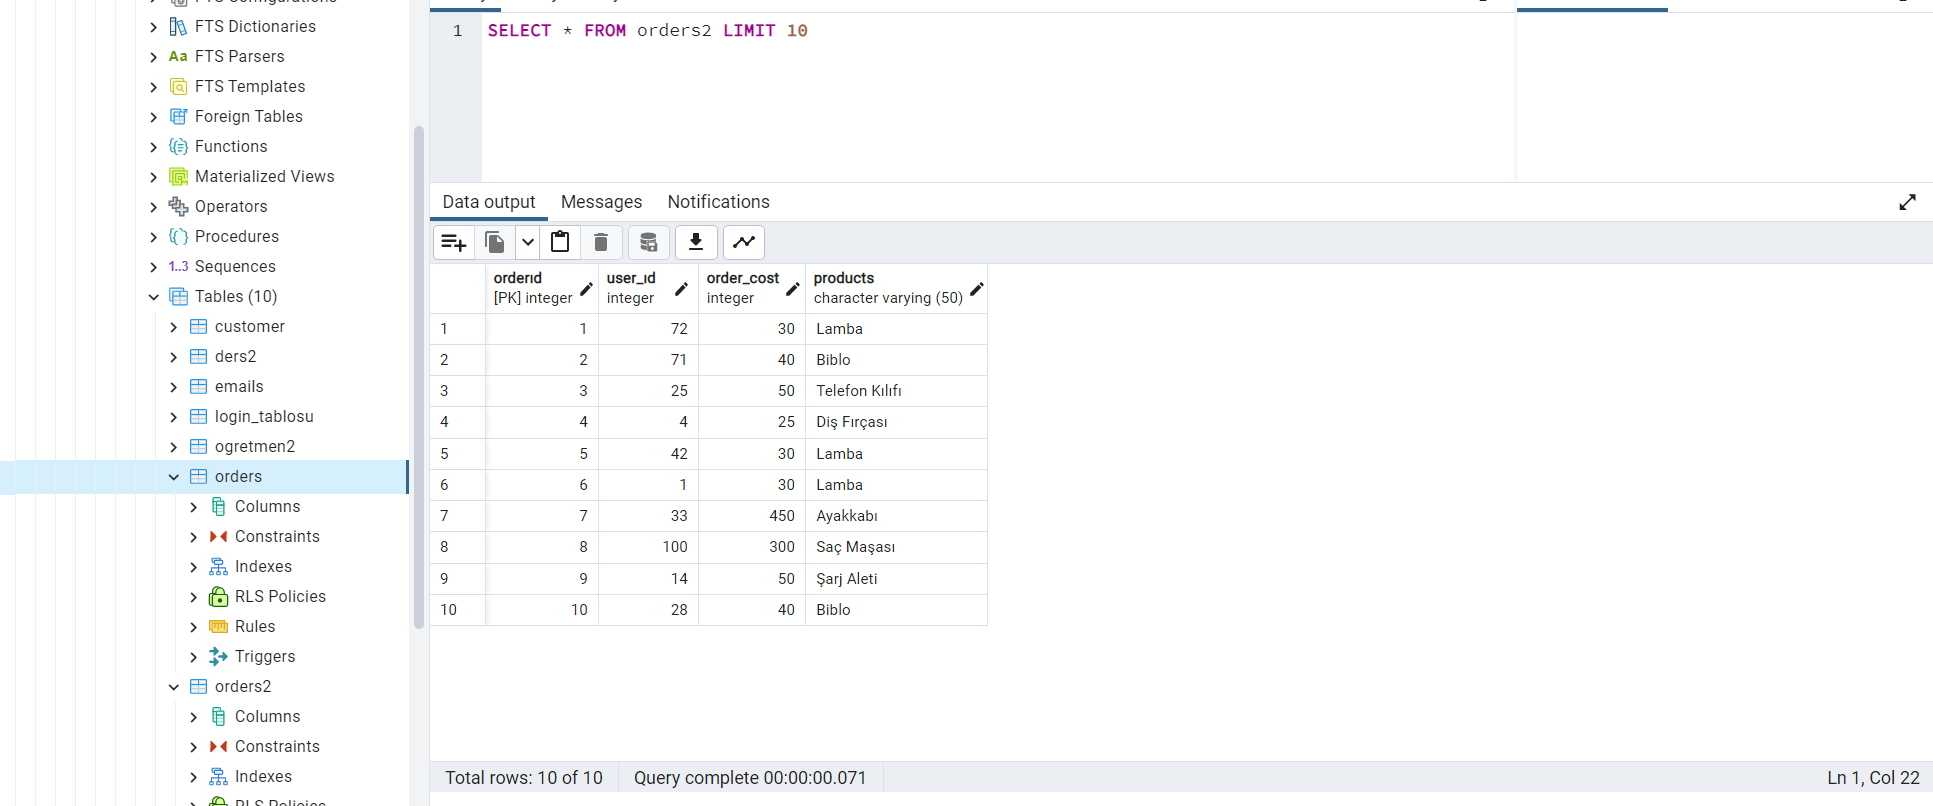 FTS Configurations
FTS Dictionaries
Aa FTS Parsers
FTS Templates
Foreign Tables
Functions
Materialized Views
Operators
Procedures
1..3 Sequences
Tables (10)
customer
ders2
emails
login_tablosu
ogretmen2
orders
Columns
Constraints
Indexes
RLS Policies
Rules
Triggers
orders2
Columns
Constraints
Indexes
RLS Policies
1 SELECT * FROM orders2 LIMIT 10
Data output Messages Notifications
orderıd user_ıd order_cost products
[PK] integer integer integer character varying (50)
1 1 72 30 Lamba
2 2 71 40 Biblo
3 3 25 50 Telefon Kılıfı
4 4 4 25 Diş Fırçası
5 5 42 30 Lamba
6 6 1 30 Lamba
7 7 33 450 Ayakkabı
8 8 100 300 Saç Maşası
9 9 14 50 Şarj Aleti
10 10 28 40 Biblo
Total rows: 10 of 10 Query complete 00:00:00.071 Ln 1, Col 22